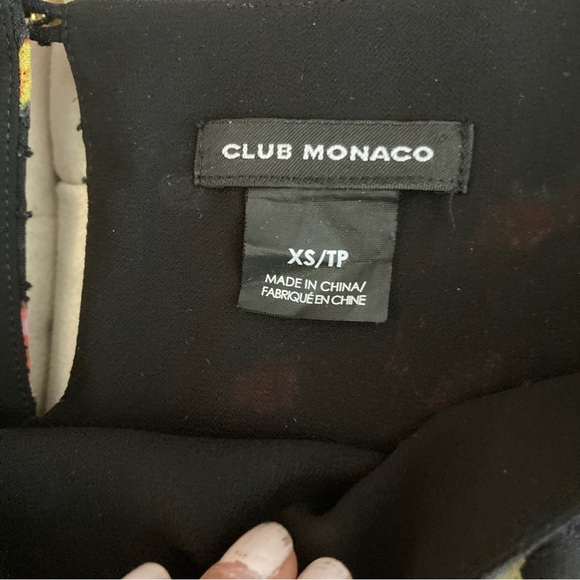 CLUB MONACO
XS/TP
MADE IN CHINA/
FABRIQUÉ EN CHINE